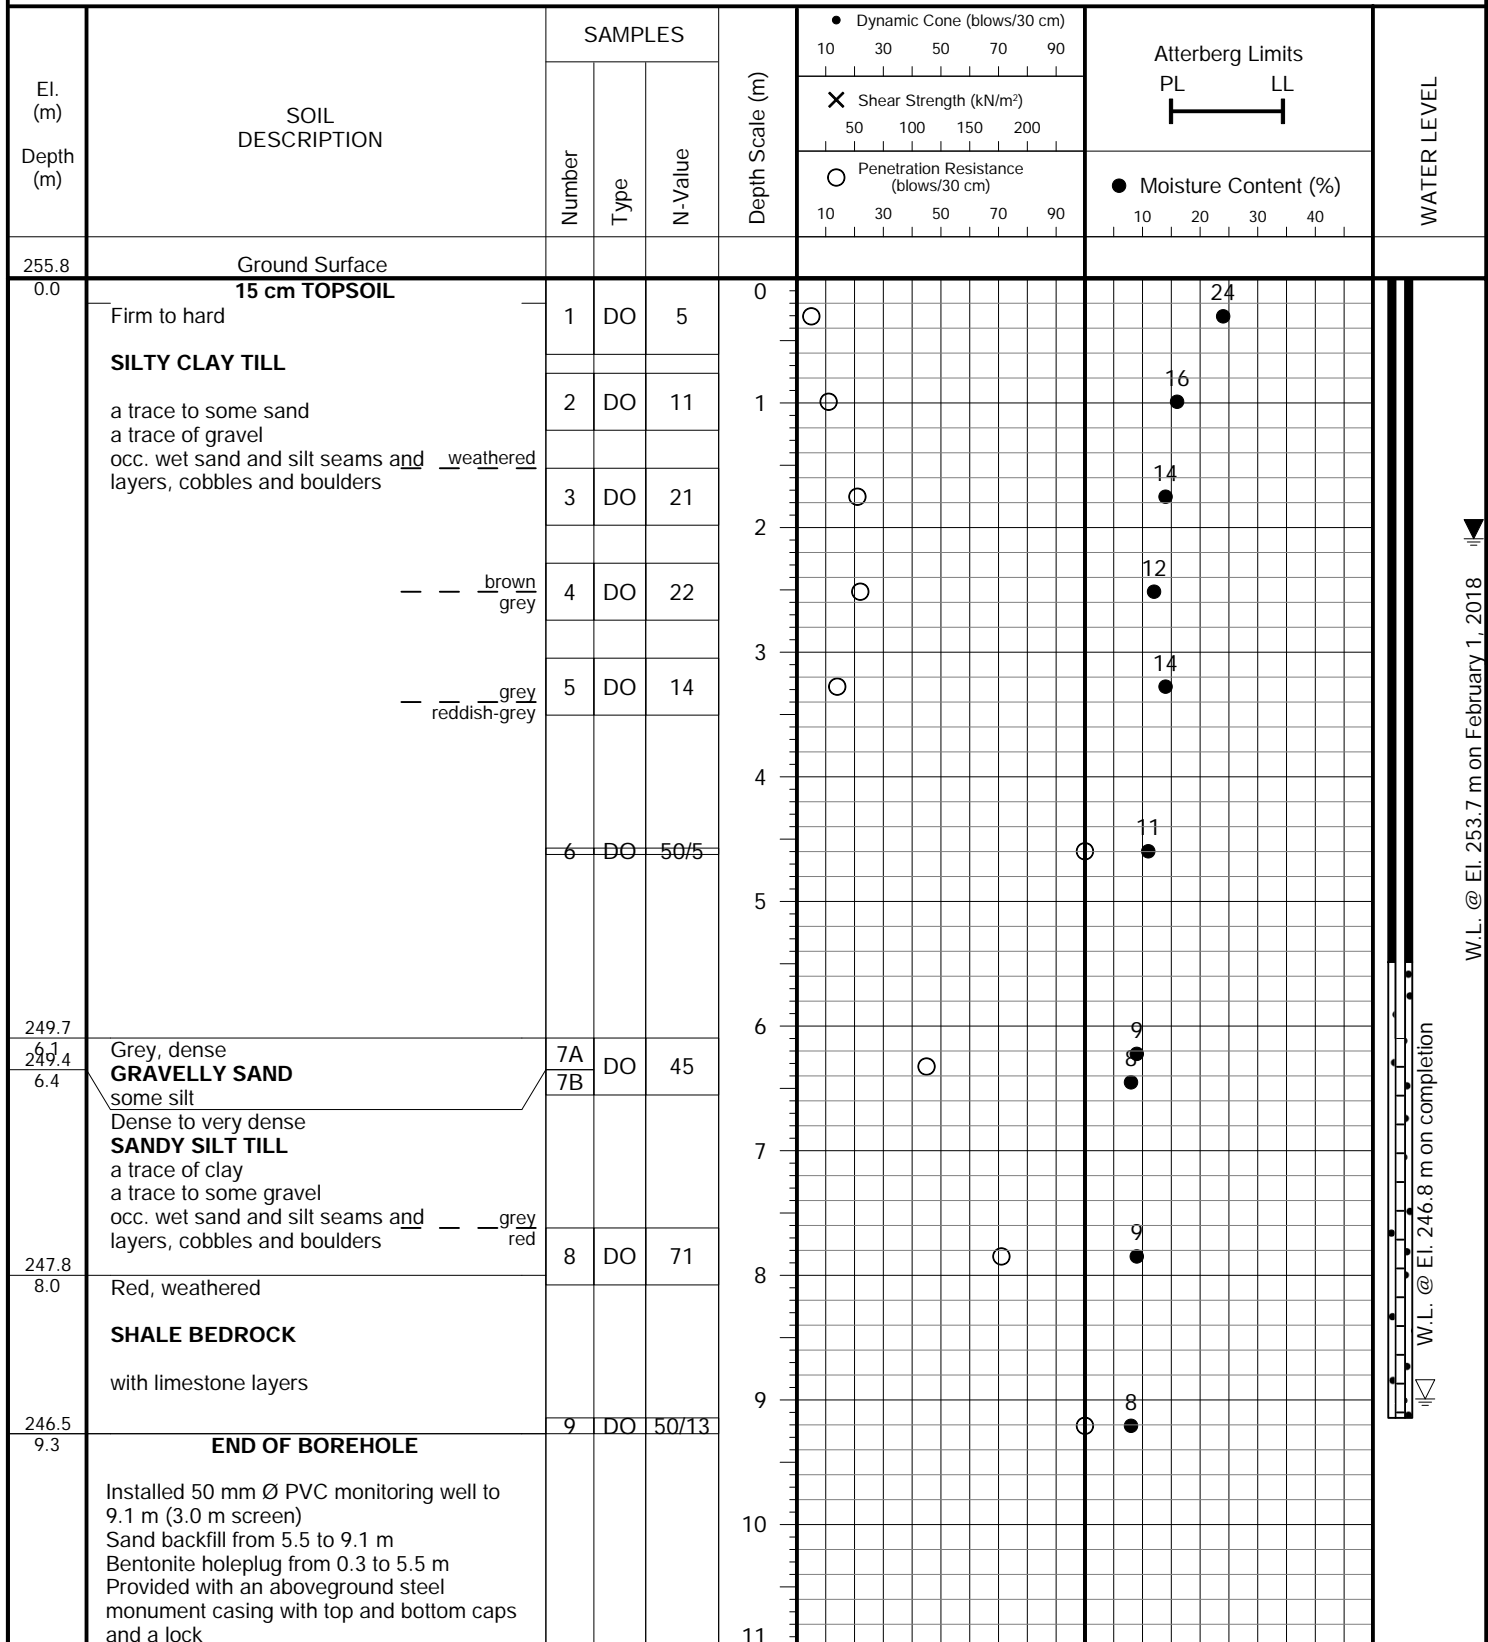 El.
(m)
Depth
(m)
SOIL
DESCRIPTION
SAMPLES
Number
Type
N-Value
Depth Scale (m)
● Dynamic Cone (blows/30 cm)
10 30 50 70 90
✕ Shear Strength (kN/m²)
50 100 150 200
○ Penetration Resistance
(blows/30 cm)
10 30 50 70 90
Atterberg Limits
PL LL
● Moisture Content (%)
10 20 30 40
WATER LEVEL
255.8 Ground Surface
0.0 15 cm TOPSOIL 0 24
Firm to hard 1 DO 5
SILTY CLAY TILL
16
a trace to some sand 2 DO 11 1
a trace of gravel
occ. wet sand and silt seams and weathered
layers, cobbles and boulders
14
3 DO 21
2
12
brown
grey
4 DO 22
3
14
grey
reddish-grey
5 DO 14
4
11
6 DO 50/5
5
W.L. @ El. 253.7 m on February 1, 2018
249.7
6
9
6.1 Grey, dense 7A
249.4 GRAVELLY SAND DO 45 8
6.4 7B
some silt
Dense to very dense
SANDY SILT TILL 7
a trace of clay
a trace to some gravel
occ. wet sand and silt seams and grey
layers, cobbles and boulders red
9
8 DO 71
247.8 8
8.0 Red, weathered
SHALE BEDROCK
with limestone layers
9
8
W.L. @ El. 246.8 m on completion
246.5 9 DO 50/13
9.3 END OF BOREHOLE
Installed 50 mm Ø PVC monitoring well to
9.1 m (3.0 m screen)
10
Sand backfill from 5.5 to 9.1 m
Bentonite holeplug from 0.3 to 5.5 m
Provided with an aboveground steel
monument casing with top and bottom caps
and a lock 11